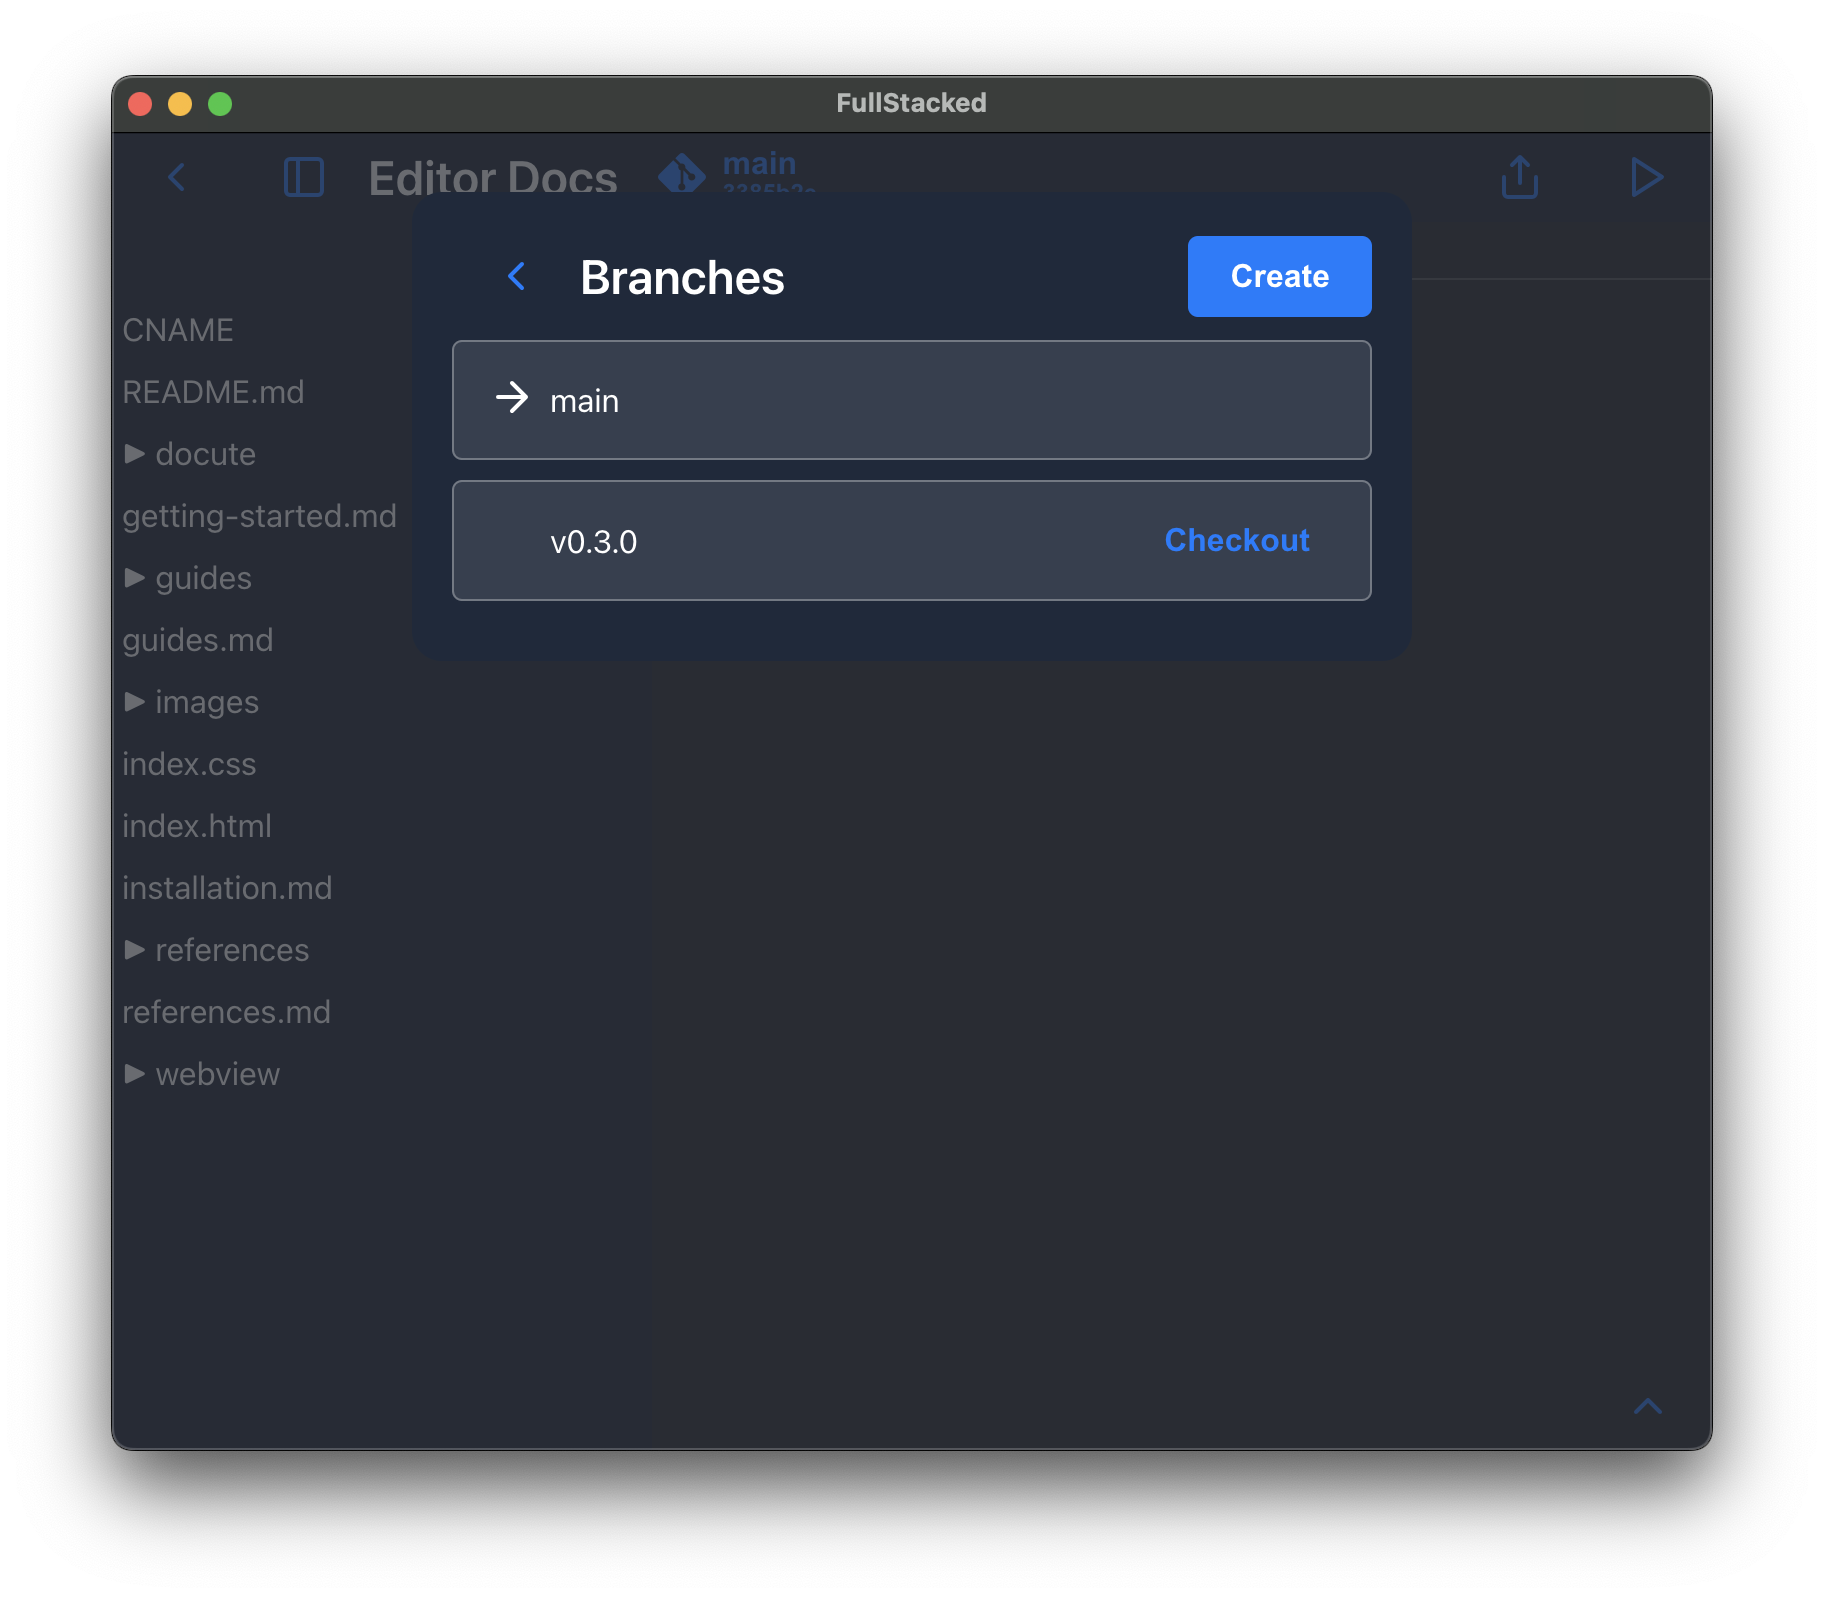 FullStacked
Editor Docs
main
Branches
Create
main
v0.3.0
Checkout
CNAME
README.md
docute
getting-started.md
guides
guides.md
images
index.css
index.html
installation.md
references
references.md
webview